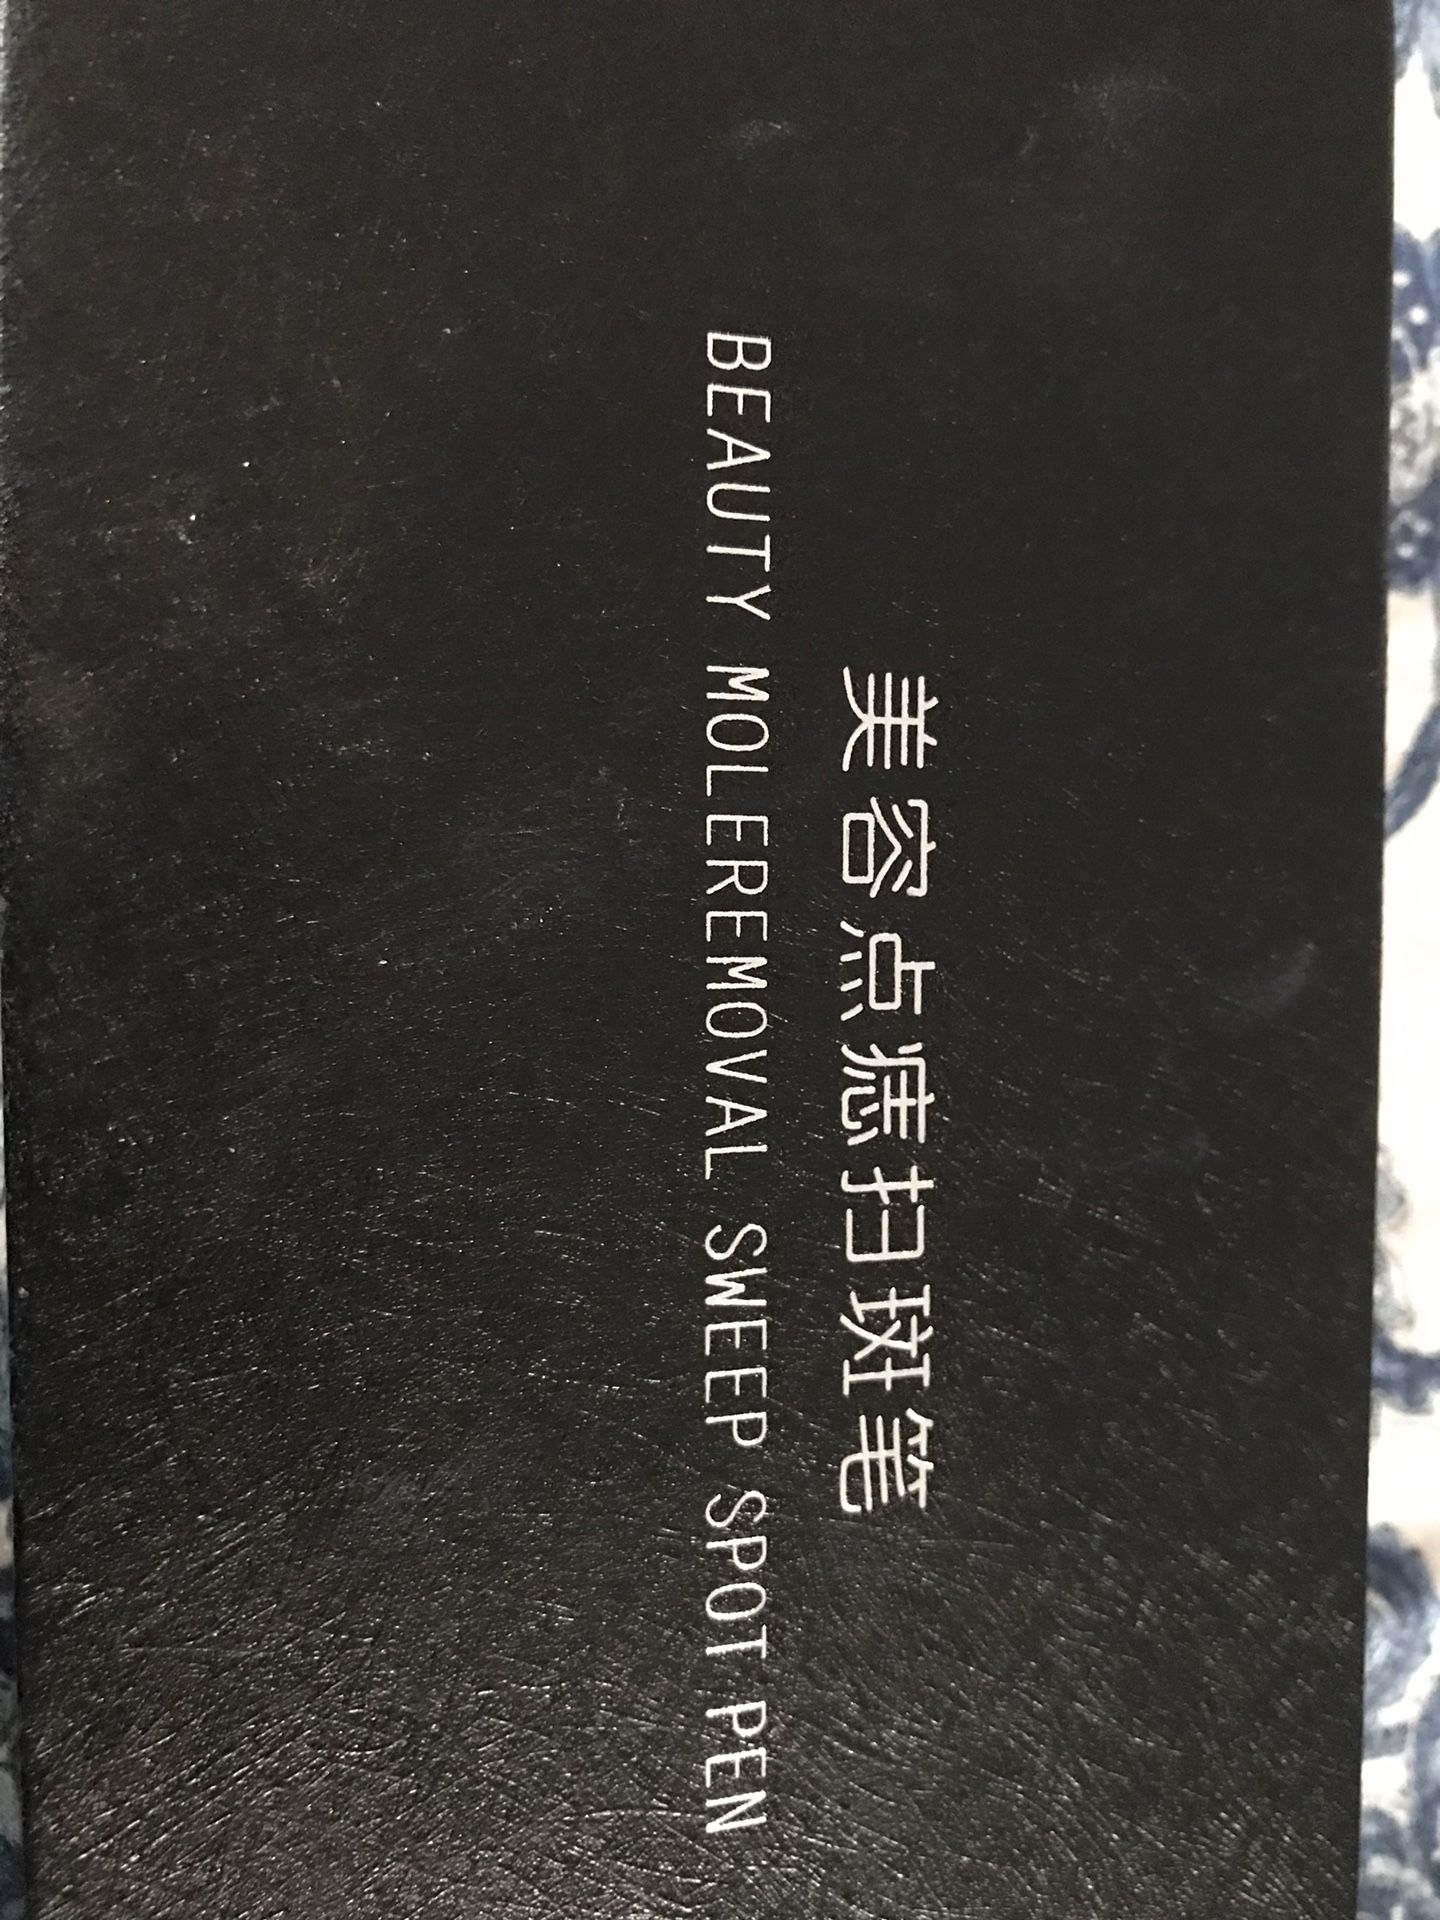 美容点痣扫斑笔
BEAUTY MOLEREMOVAL SWEEP SPOT PEN